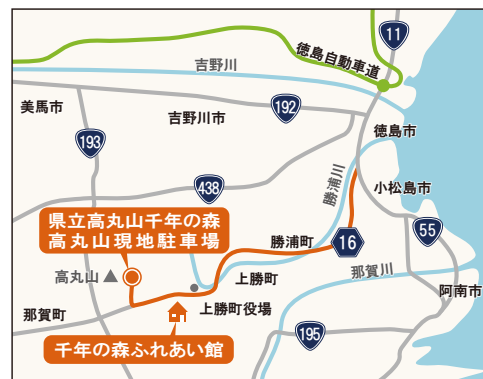 11
徳島自動車道
吉野川
美馬市
192
吉野川市
徳島市
193
勝浦川
438
小松島市
県立高丸山千年の森
高丸山現地駐車場
勝浦町
16
55
那賀川
高丸山
上勝町
阿南市
那賀町
上勝町役場
195
千年の森ふれあい館